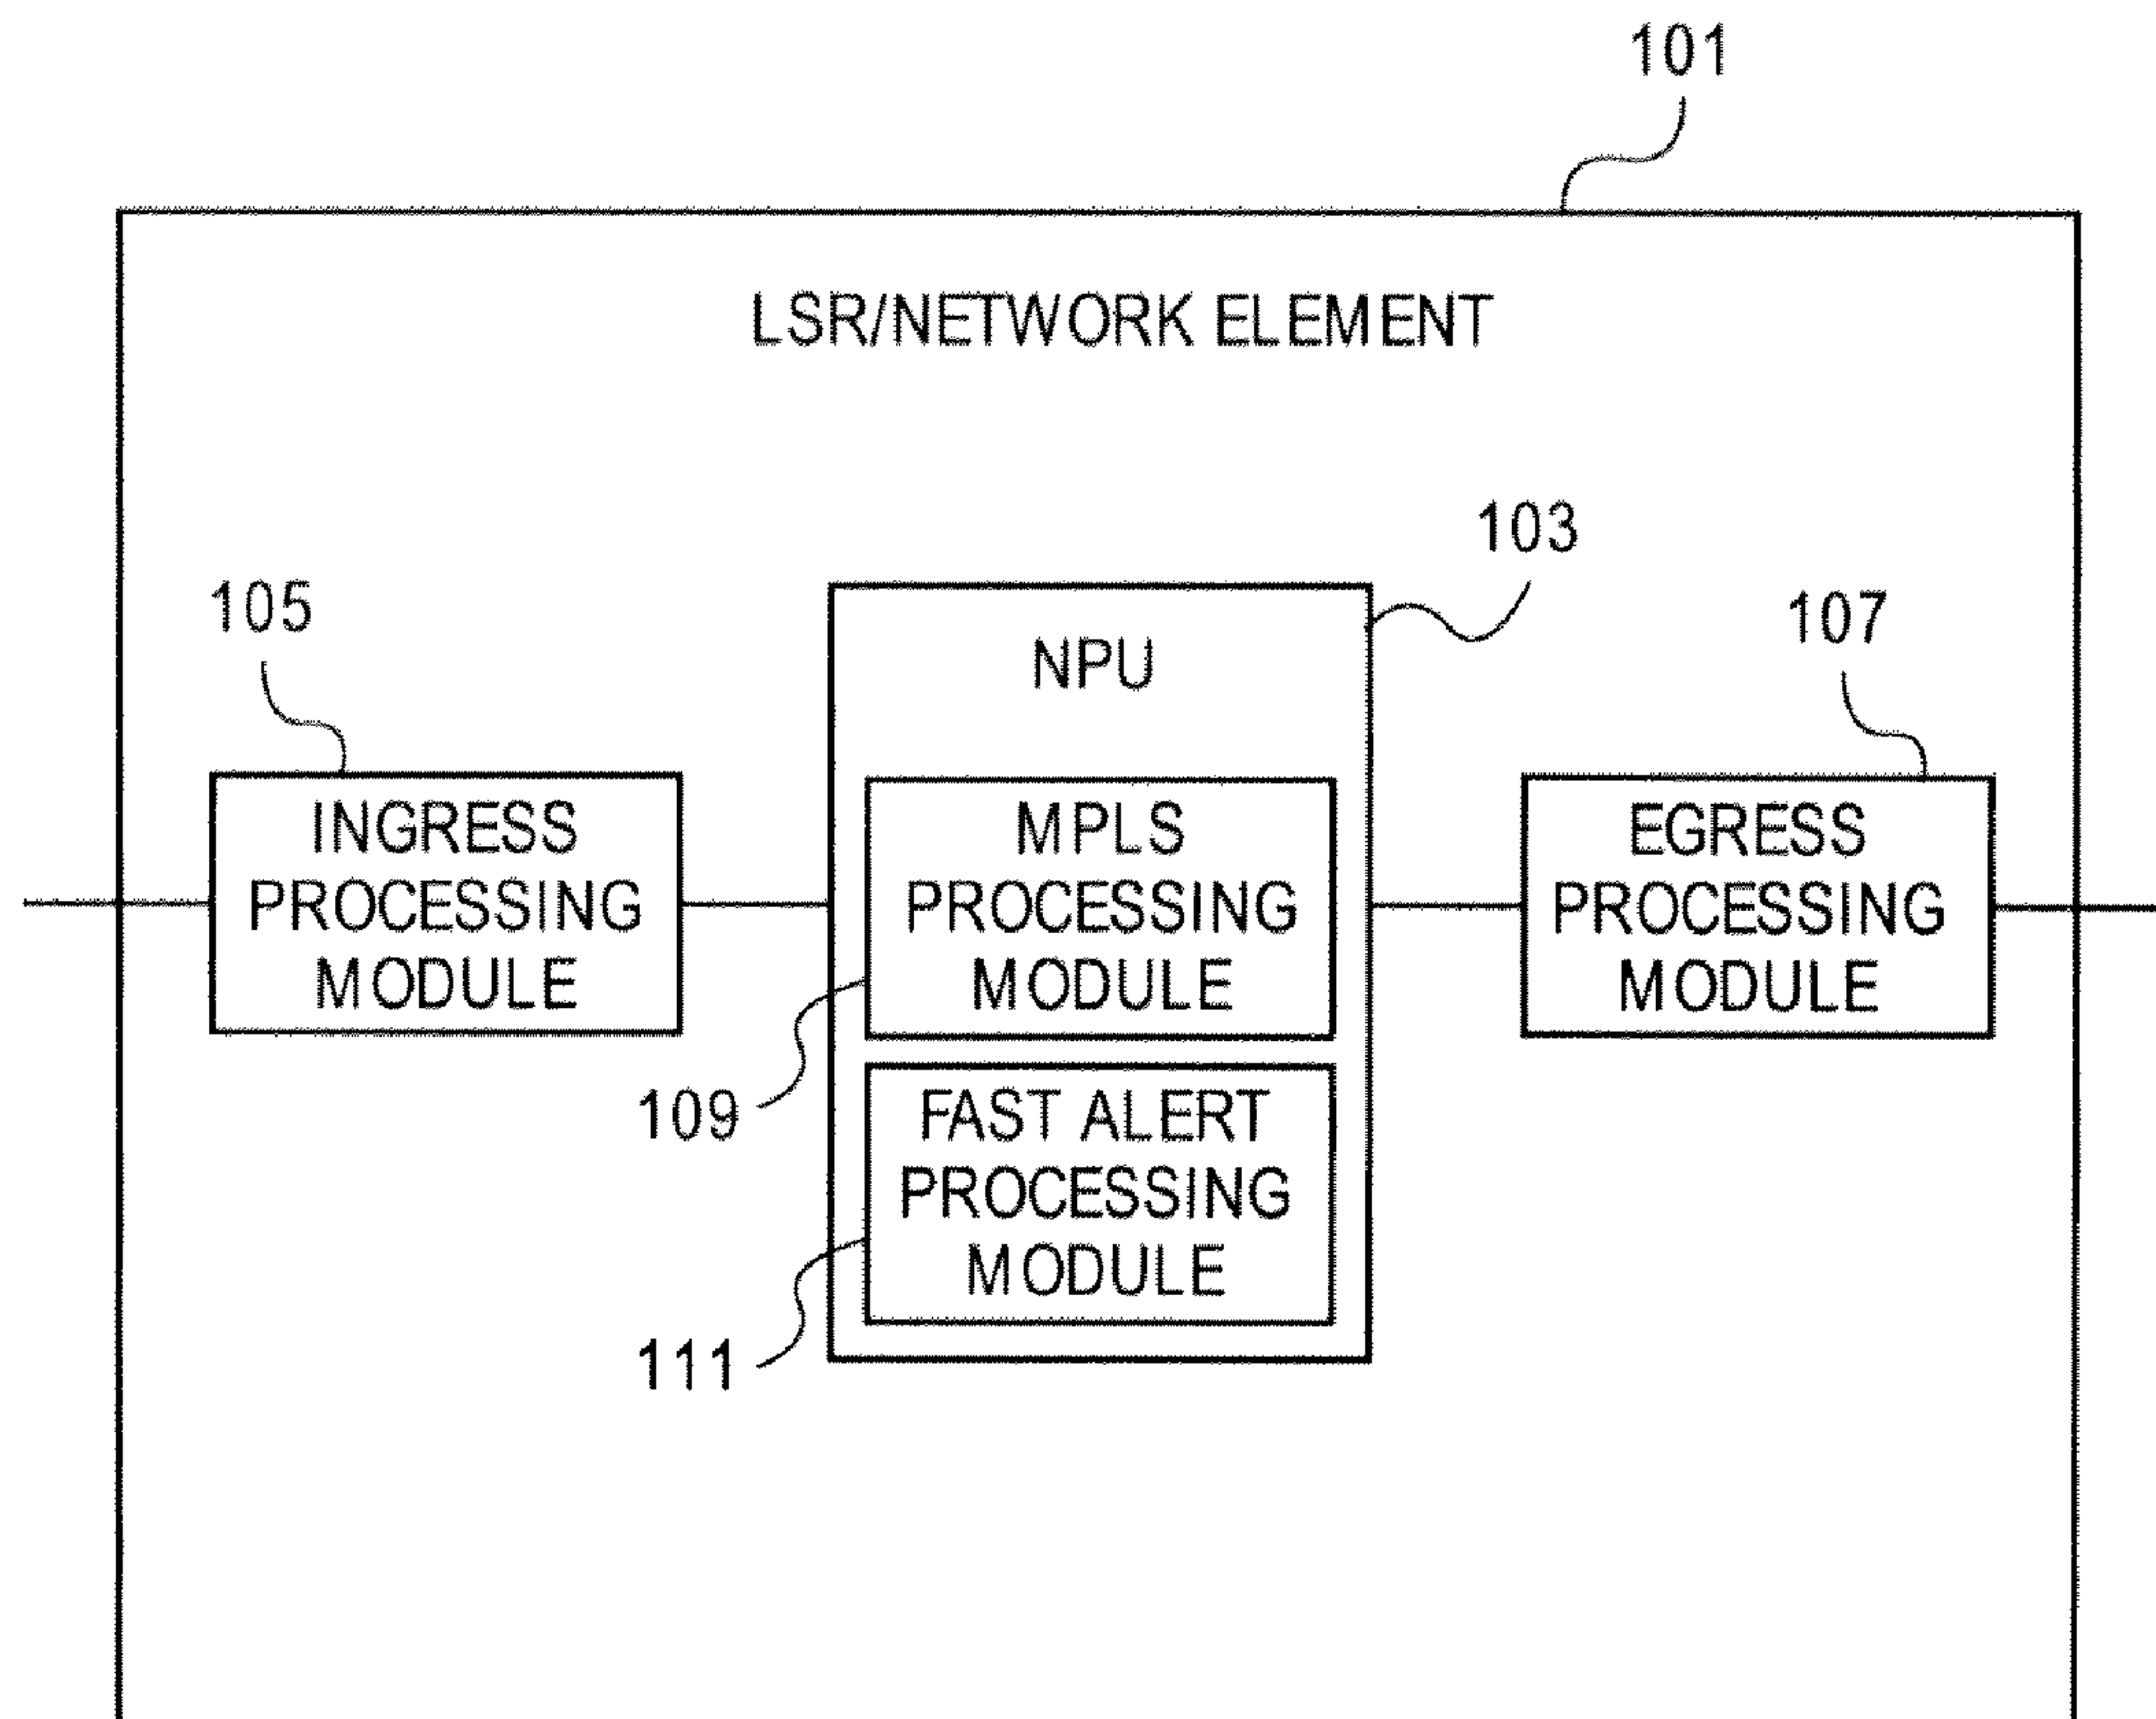 101
LSR/NETWORK ELEMENT
103
105
107
NPU
INGRESS
PROCESSING
MODULE
MPLS
PROCESSING
MODULE
EGRESS
PROCESSING
MODULE
109
FAST ALERT
PROCESSING
MODULE
111